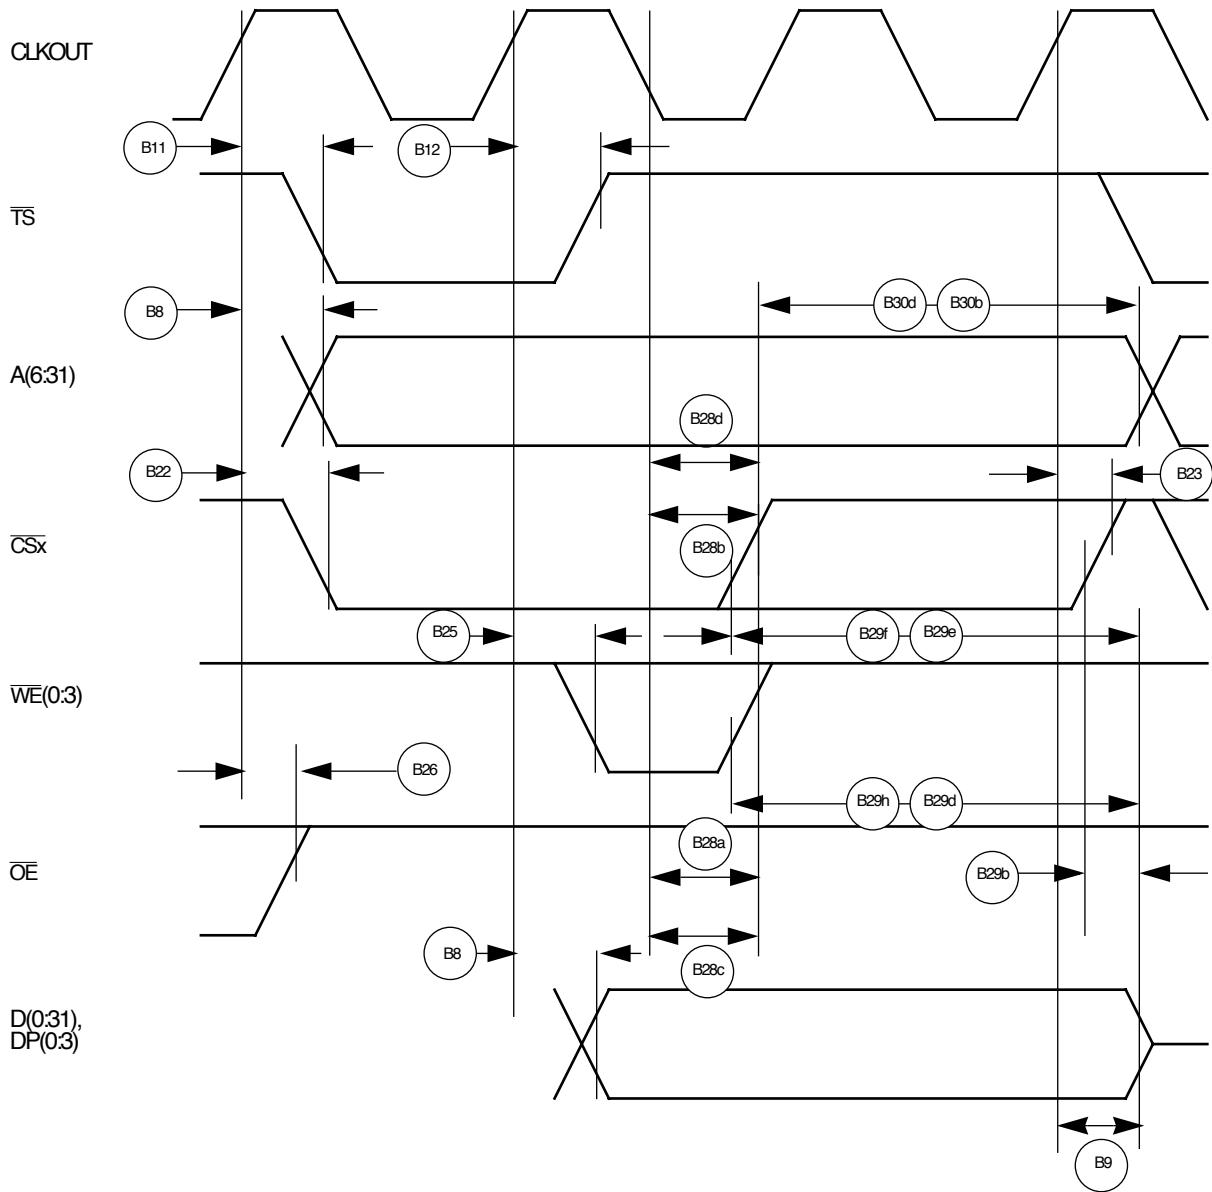 CLKOUT
B11
B12
TS
B8
B30d
B30b
A(6:31)
B28d
B22
B23
CSx
B28b
B25
B29f
B29e
WE(0:3)
B26
B29h
B29d
B28a
OE
B29b
B8
B28c
D(0:31),
DP(0:3)
B9